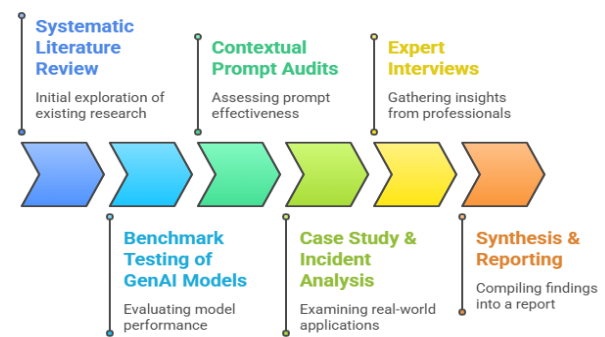 Systematic
Literature
Review
Initial exploration of
existing research
Contextual
Prompt Audits
Assessing prompt
effectiveness
Expert
Interviews
Gathering insights
from professionals
Benchmark
Testing of
GenAI Models
Evaluating model
performance
Case Study &
Incident
Analysis
Examining real-world
applications
Synthesis &
Reporting
Compiling findings
into a report